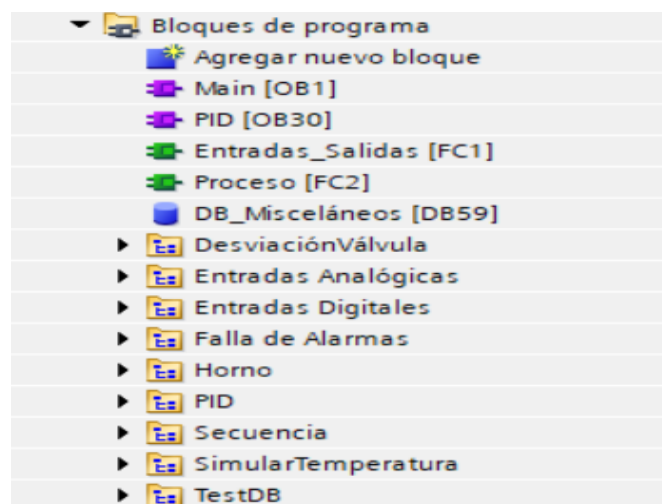 Bloques de programa
Agregar nuevo bloque
Main [OB1]
PID [OB30]
Entradas_Salidas [FC1]
Proceso [FC2]
DB_Misceláneos [DB59]
DesviaciónVálvula
Entradas Analógicas
Entradas Digitales
Falla de Alarmas
Horno
PID
Secuencia
SimularTemperatura
TestDB